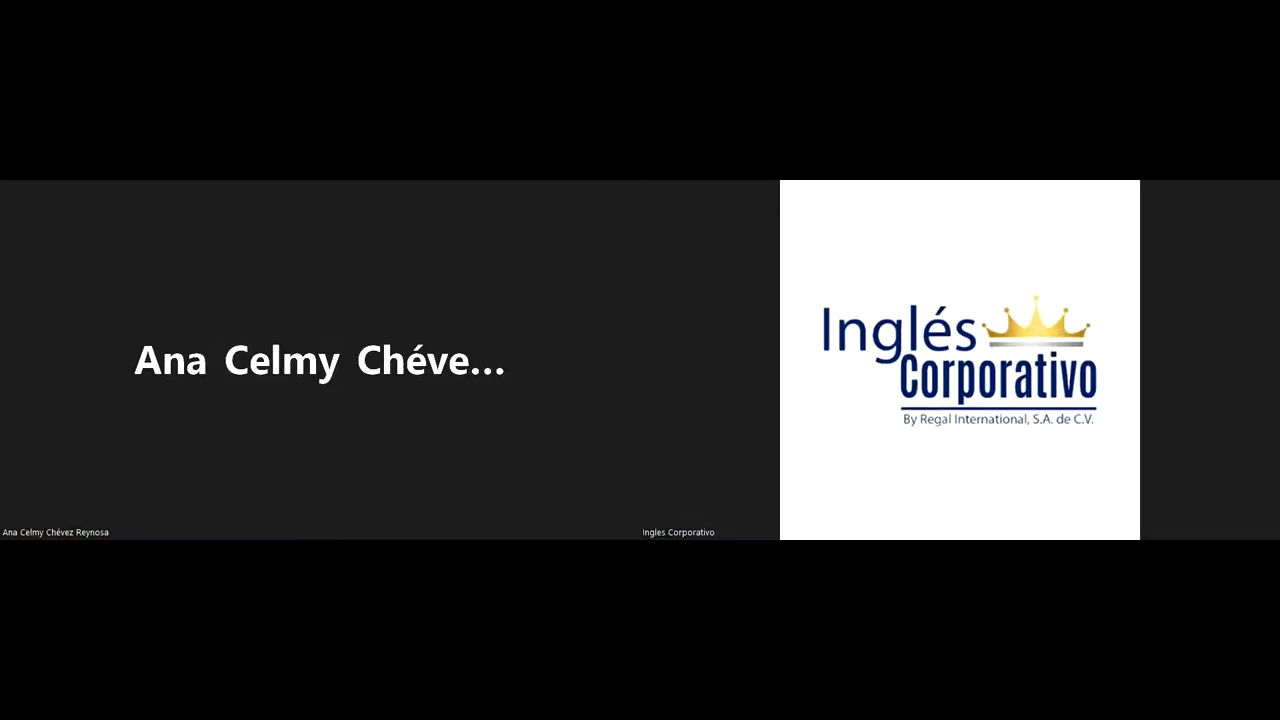 Ana Celmy Chéve...
Inglés
Corporativo
By Regal International, S.A. de C.V.
Ana Celmy Chévez Reynosa
Ingles Corporativo